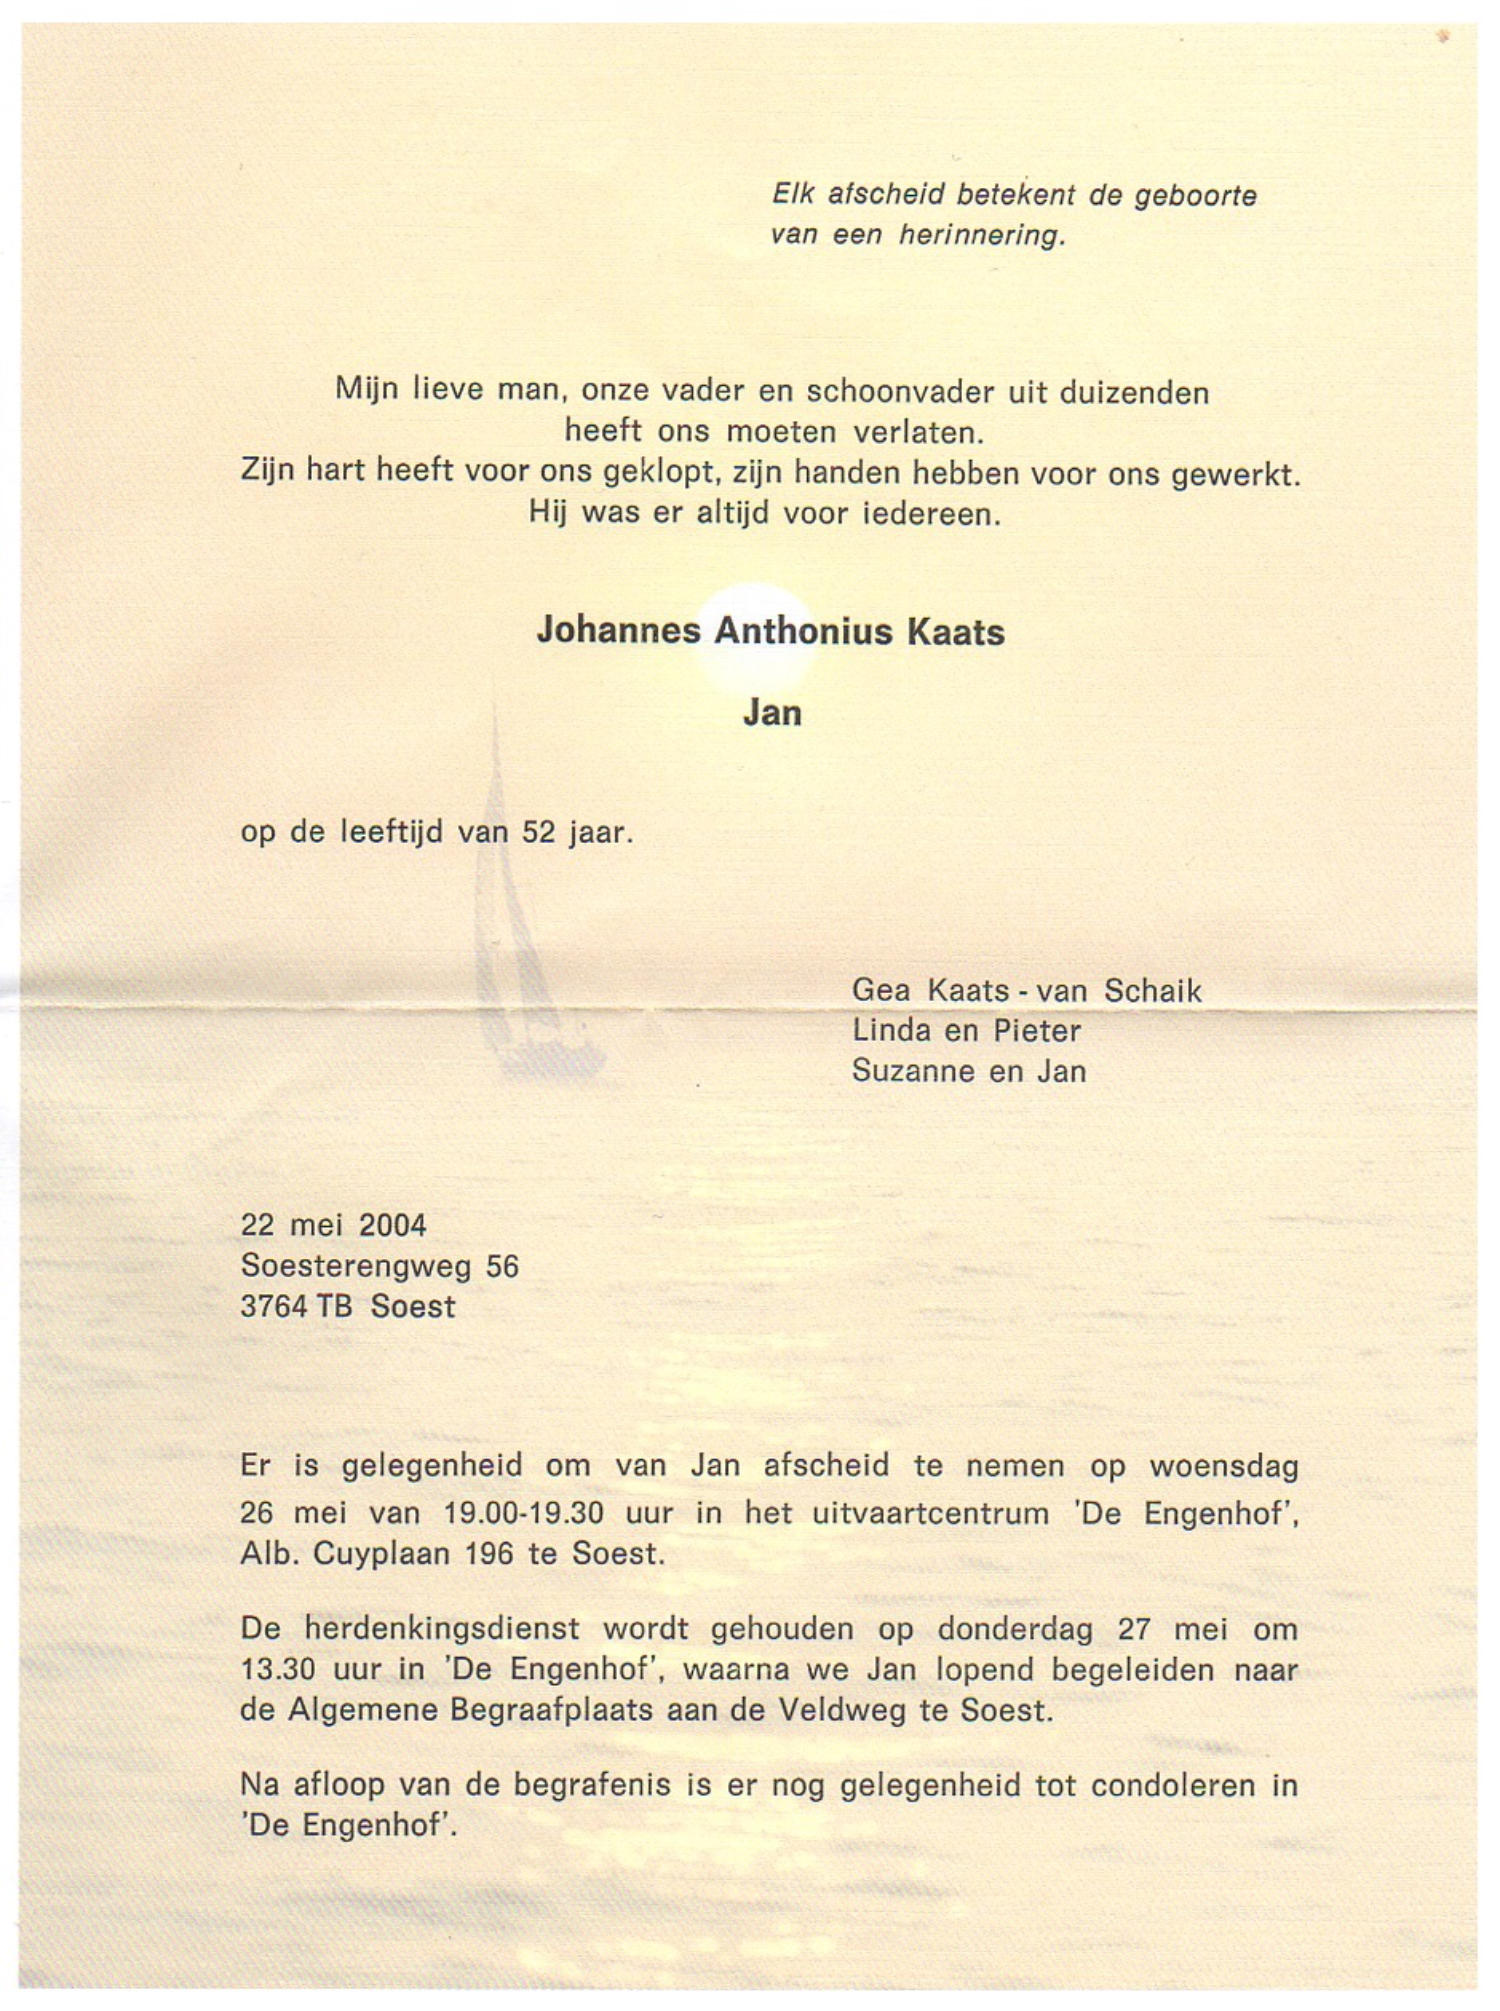 Elk afscheid betekent de geboorte
van een herinnering.
Mijn lieve man, onze vader en schoonvader uit duizenden
heeft ons moeten verlaten.
Zijn hart heeft voor ons geklopt, zijn handen hebben voor ons gewerkt.
Hij was er altijd voor iedereen.
Johannes Anthonius Kaats
Jan
op de leeftijd van 52 jaar.
Gea Kaats - van Schaik
Linda en Pieter
Suzanne en Jan
22 mei 2004
Soesterengweg 56
3764 TB Soest
Er is gelegenheid om van Jan afscheid te nemen op woensdag
26 mei van 19.00-19.30 uur in het uitvaartcentrum 'De Engenhof',
Alb. Cuyplaan 196 te Soest.
De herdenkingsdienst wordt gehouden op donderdag 27 mei om
13.30 uur in 'De Engenhof', waarna we Jan lopend begeleiden naar
de Algemene Begraafplaats aan de Veldweg te Soest.
Na afloop van de begrafenis is er nog gelegenheid tot condoleren in
'De Engenhof'.